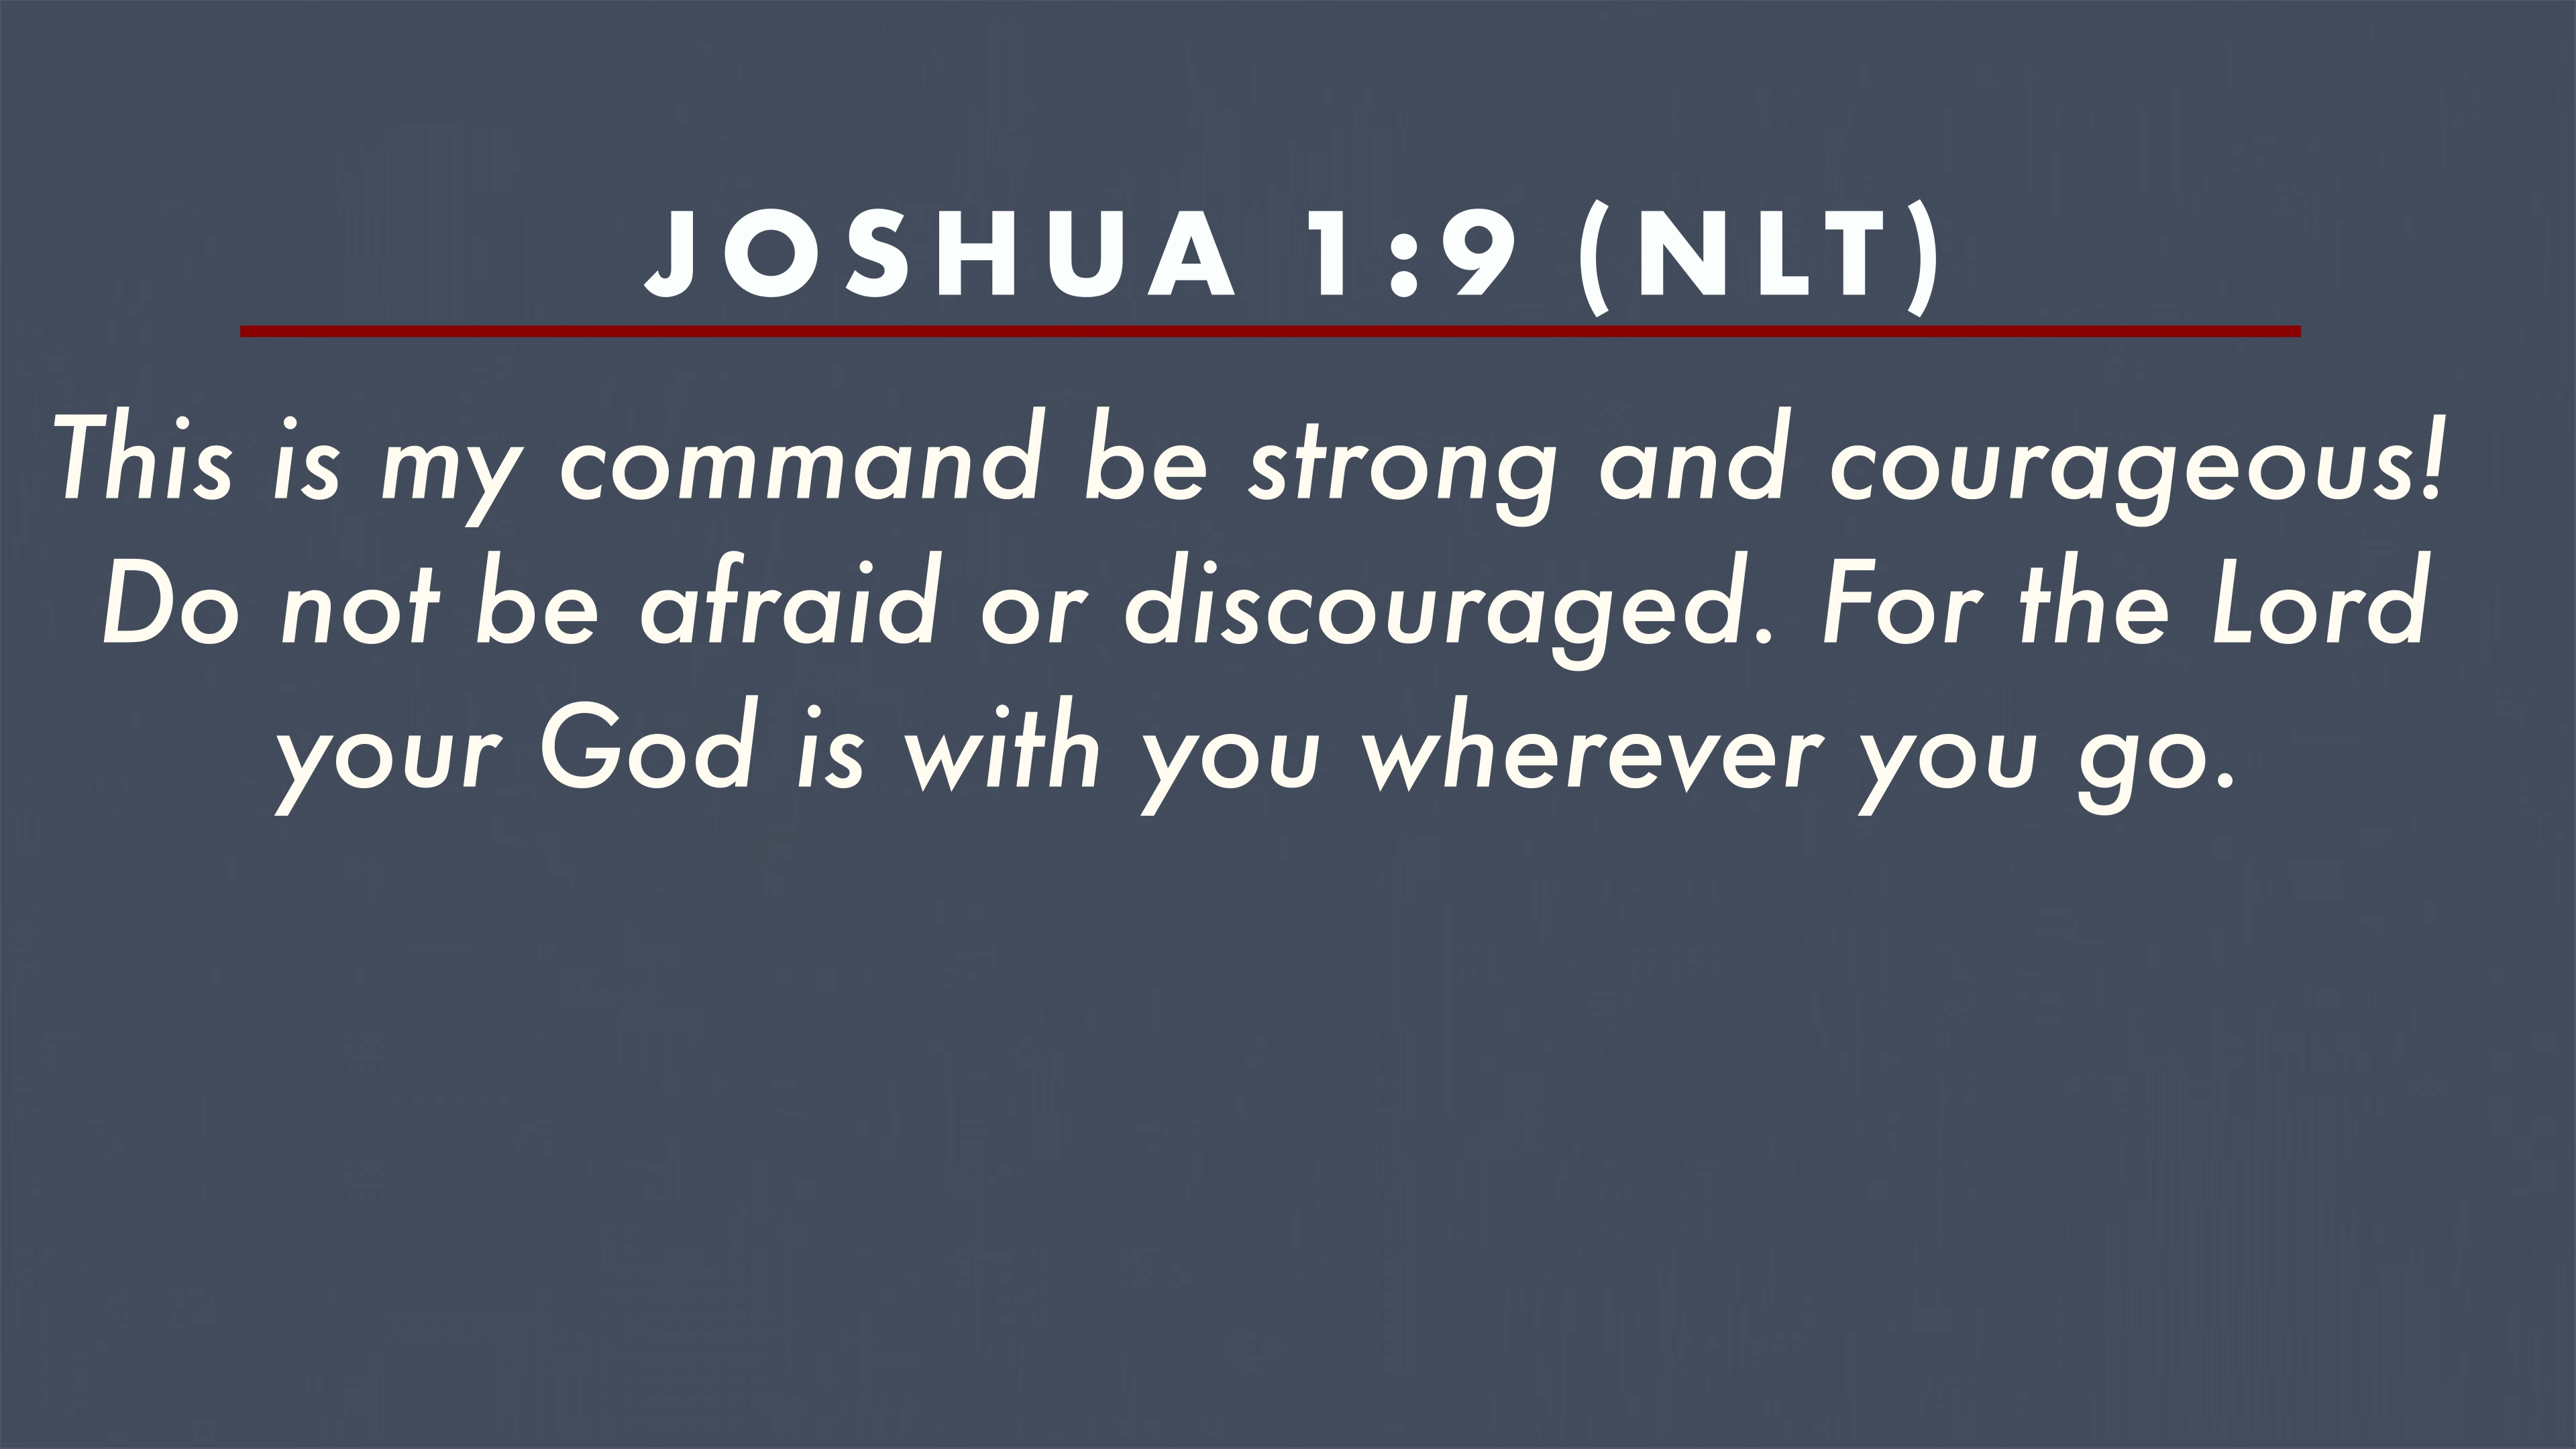 JOSHUA 1:9 (NLT)
This is my command be strong and courageous!
Do not be afraid or discouraged. For the Lord
your God is with you wherever you go.